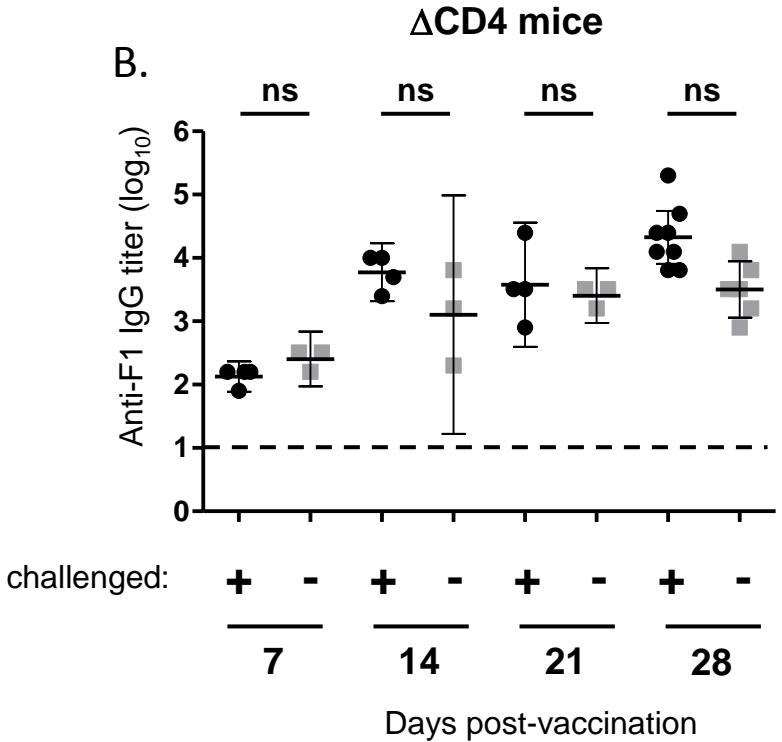 ΔCD4 mice
B.
ns ns ns ns
Anti-F1 IgG titer (log10)
6
5
4
3
2
1
0
challenged: + - + - + - + -
7 14 21 28
Days post-vaccination